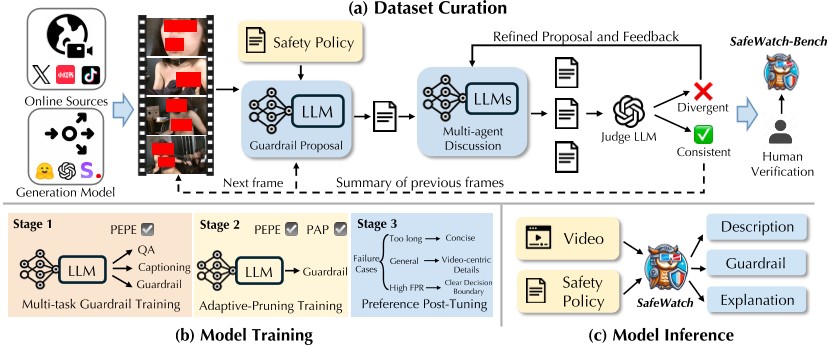 (a) Dataset Curation
Online Sources
Generation Model
Safety Policy
LLM
Guardrail Proposal
LLMs
Multi-agent
Discussion
Refined Proposal and Feedback
Judge LLM
Divergent
Consistent
SafeWatch-Bench
Human
Verification
Next frame
Summary of previous frames
Stage 1
PEPE
LLM
QA
Captioning
Guardrail
Multi-task Guardrail Training
Stage 2
PEPE
PAP
LLM
Guardrail
Adaptive-Pruning Training
Stage 3
Failure
Cases
Too long
Concise
General
Video-centric
Details
High FPR
Clear Decision
Boundary
Preference Post-Tuning
(b) Model Training
Video
Safety
Policy
SafeWatch
Description
Guardrail
Explanation
(c) Model Inference